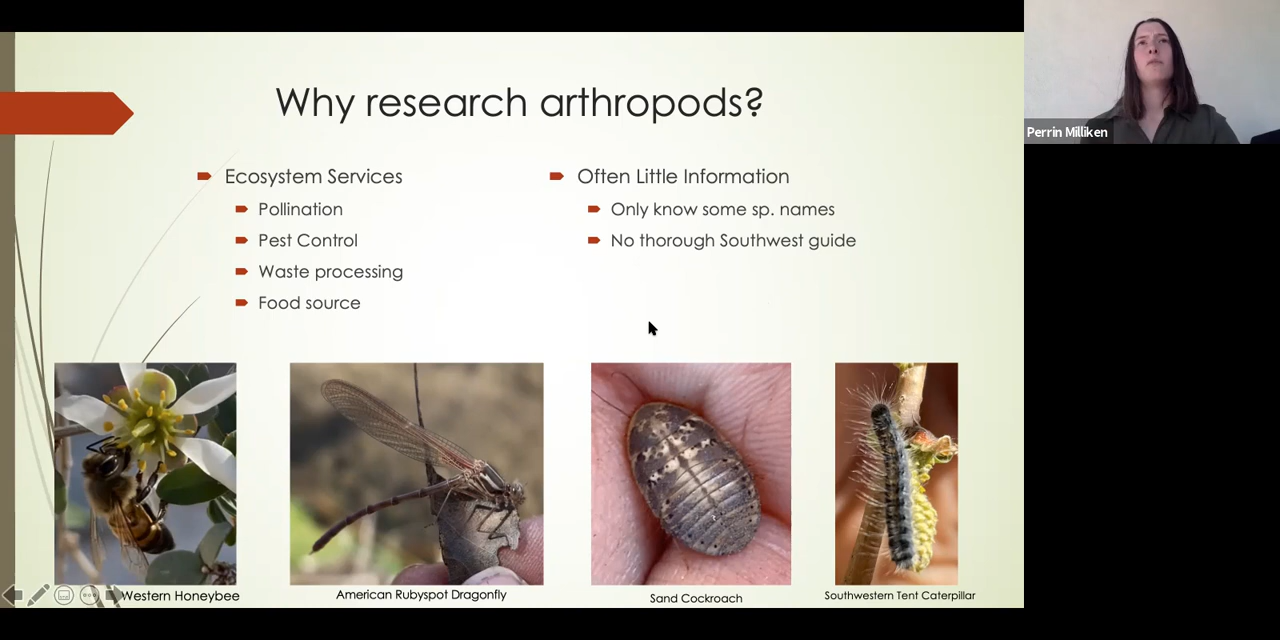 Why research arthropods?
Ecosystem Services
Pollination
Pest Control
Waste processing
Food source
Often Little Information
Only know some sp. names
No thorough Southwest guide
Western Honeybee
American Rubyspot Dragonfly
Sand Cockroach
Southwestern Tent Caterpillar
Perrin Milliken